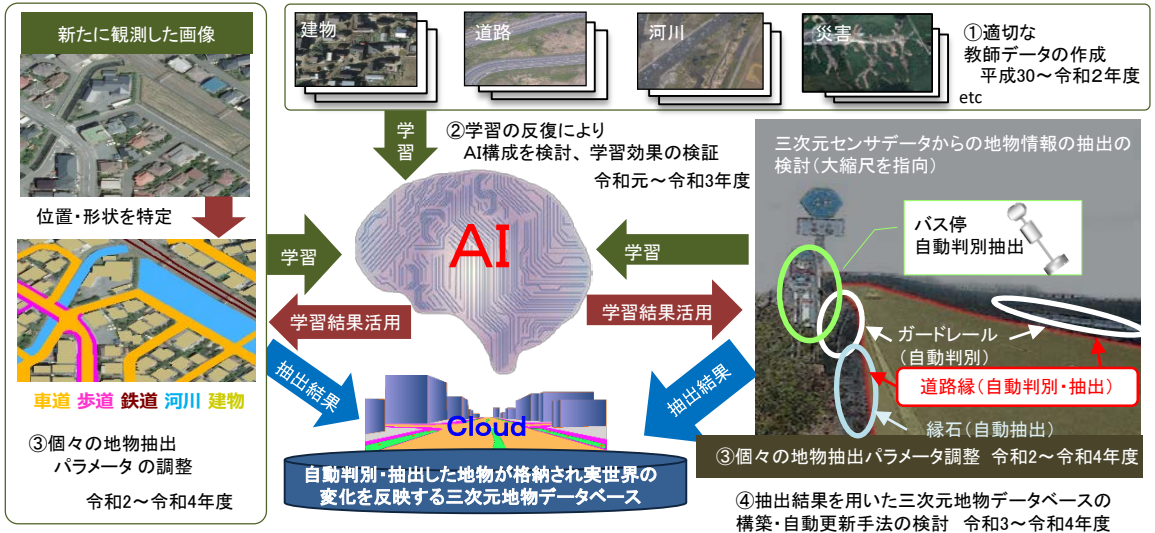 新たに観測した画像
位置・形状を特定
車道 歩道 鉄道 河川 建物
③個々の地物抽出
パラメータの調整
令和2～令和4年度
建物
道路
河川
災害
①適切な
教師データの作成
平成30～令和2年度
etc
学習
②学習の反復により
AI構成を検討、学習効果の検証
令和元～令和3年度
AI
学習
学習
学習結果活用
学習結果活用
抽出結果
抽出結果
Cloud
自動判別・抽出した地物が格納され実世界の
変化を反映する三次元地物データベース
三次元センサデータからの地物情報の抽出の
検討（大縮尺を指向）
バス停
自動判別抽出
ガードレール
（自動判別）
道路縁（自動判別・抽出）
縁石（自動抽出）
③個々の地物抽出パラメータ調整 令和2～令和4年度
④抽出結果を用いた三次元地物データベースの
構築・自動更新手法の検討 令和3～令和4年度